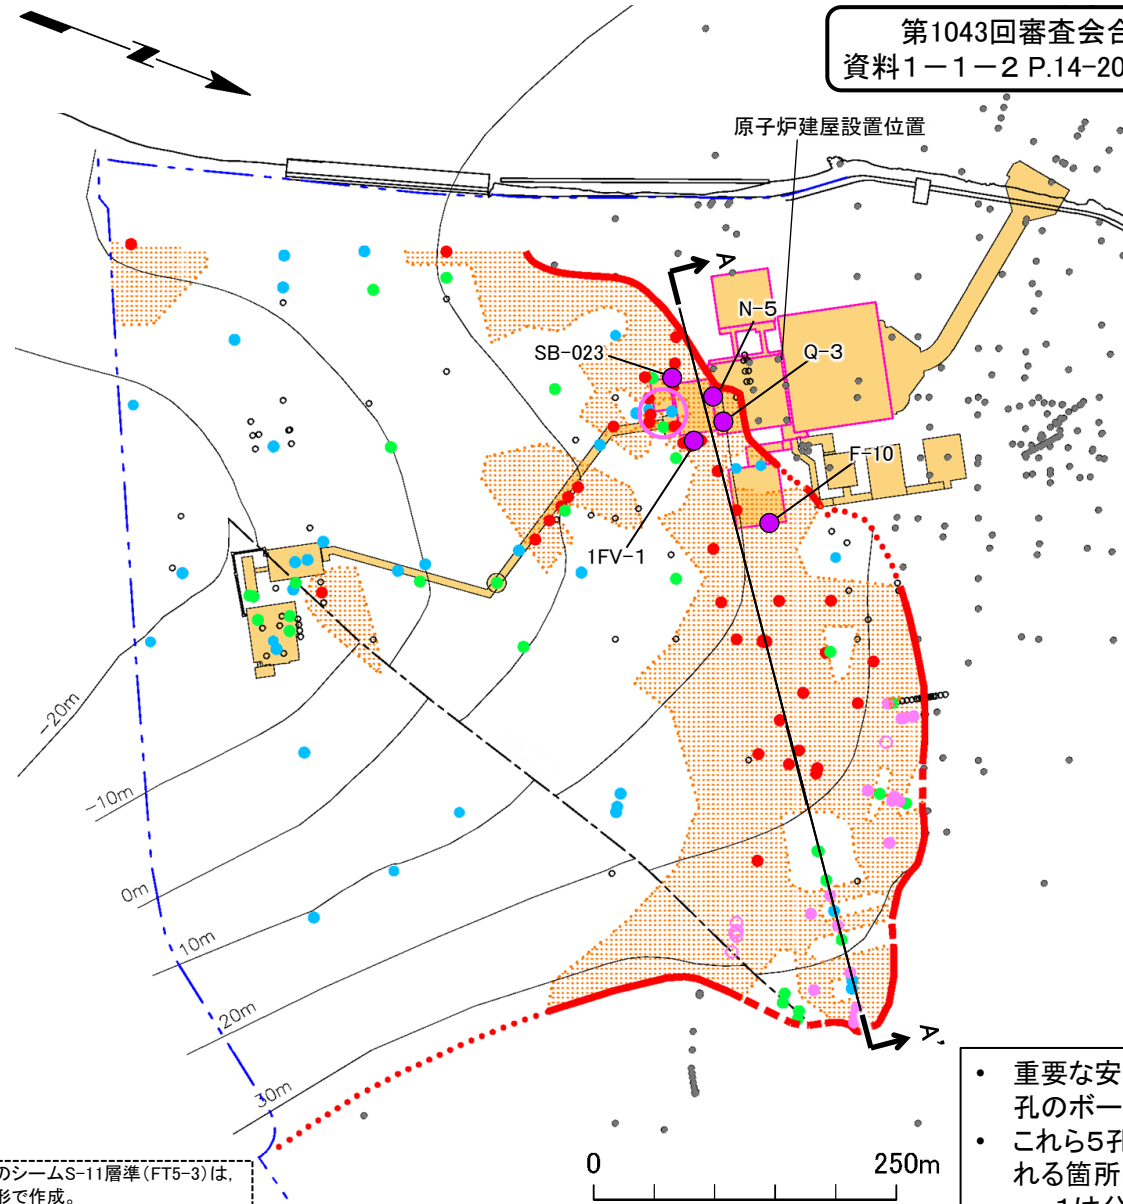 第1043回審査会合
資料1-1-2 P.14-20
原子炉建屋設置位置
A
N-5
SB-023
Q-3
F-10
1FV-1
-20m
-10m
0m
10m
20m
30m
A'
• 重要な安
孔のボー
• これら5孔
れる箇所
のシームS-11層準(FT5-3)は,
形で作成。
0 250m